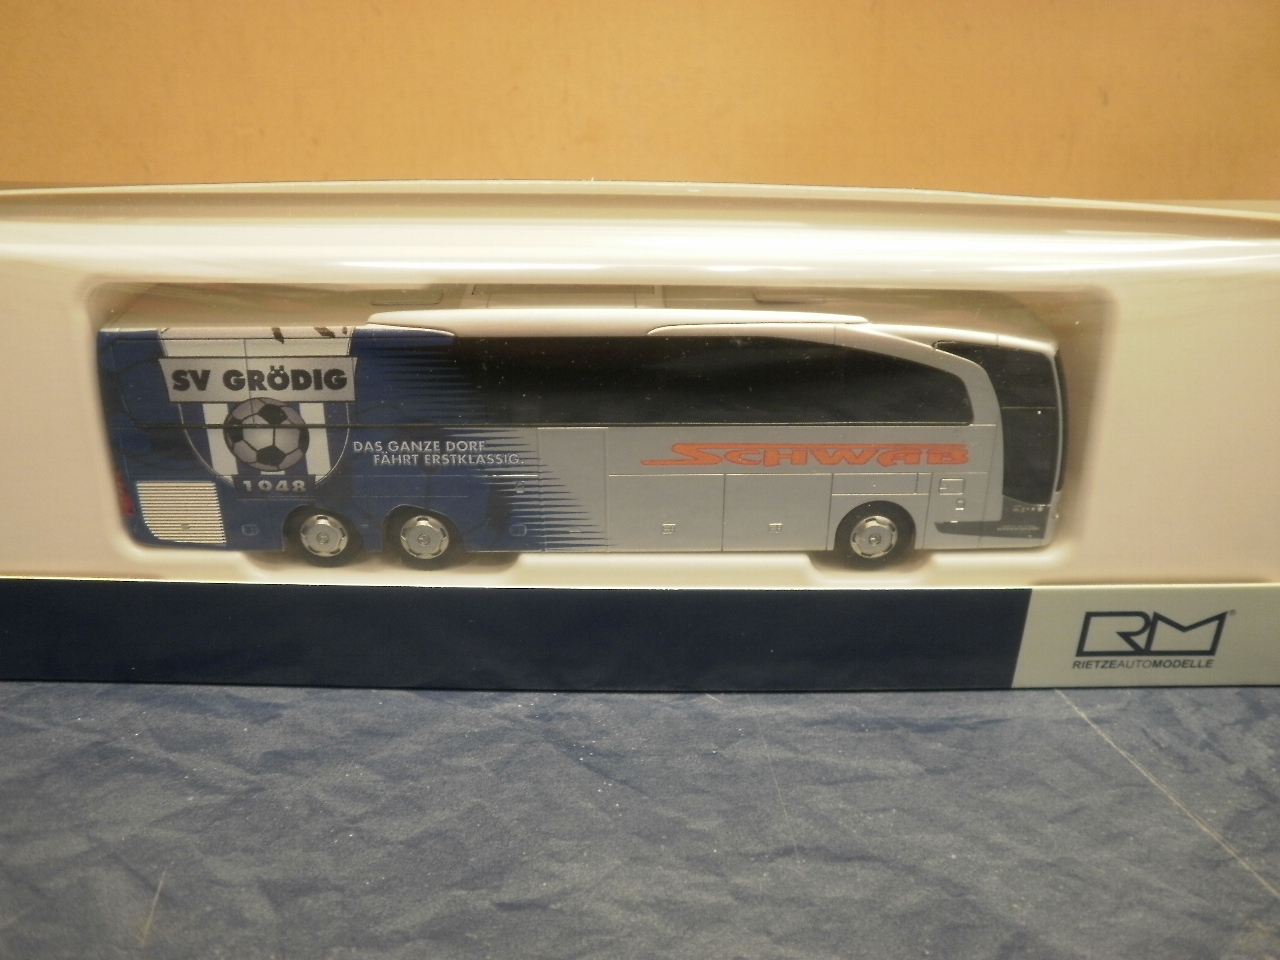 SV GRÖDIG
1948
DAS GANZE DORF
FÄHRT ERSTKLASSIG.
SCHWAB
RM®
RIETZEAUTOMODELLE